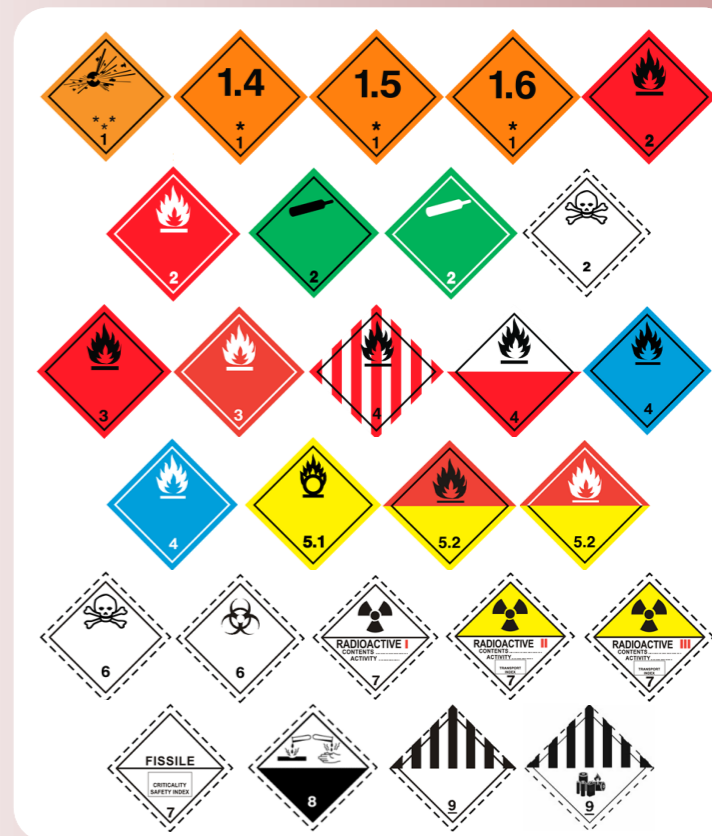 1.4
1.5
1.6
* * *
*
*
*
1
1
1
1
2
2
2
2
2
3
3
4
4
4
4
5.1
5.2
5.2
6
6
RADIOACTIVE I
CONTENTS
ACTIVITY
7
RADIOACTIVE II
CONTENTS
ACTIVITY
TRANSPORT
INDEX
7
RADIOACTIVE III
CONTENTS
ACTIVITY
TRANSPORT
INDEX
7
FISSILE
CRITICALITY
SAFETY INDEX
7
8
9
9